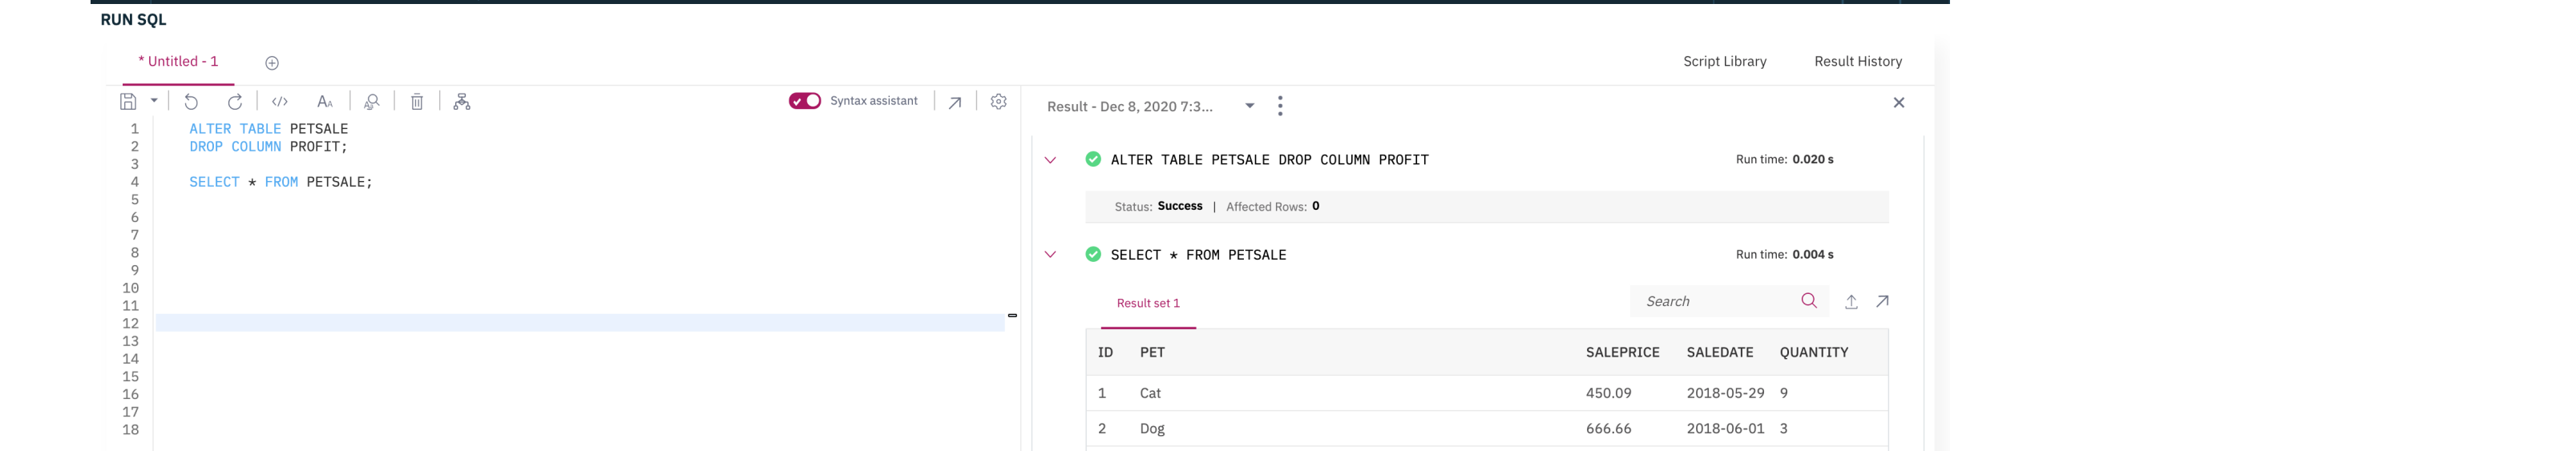 RUN SQL
* Untitled - 1
Script Library Result History
Syntax assistant
1 ALTER TABLE PETSALE
2 DROP COLUMN PROFIT;
3
4 SELECT * FROM PETSALE;
5
6
7
8
9
10
11
12
13
14
15
16
17
18
Result - Dec 8, 2020 7:3...
ALTER TABLE PETSALE DROP COLUMN PROFIT Run time: 0.020 s
Status: Success | Affected Rows: 0
SELECT * FROM PETSALE Run time: 0.004 s
Result set 1 Search
ID PET SALEPRICE SALEDATE QUANTITY
1 Cat 450.09 2018-05-29 9
2 Dog 666.66 2018-06-01 3